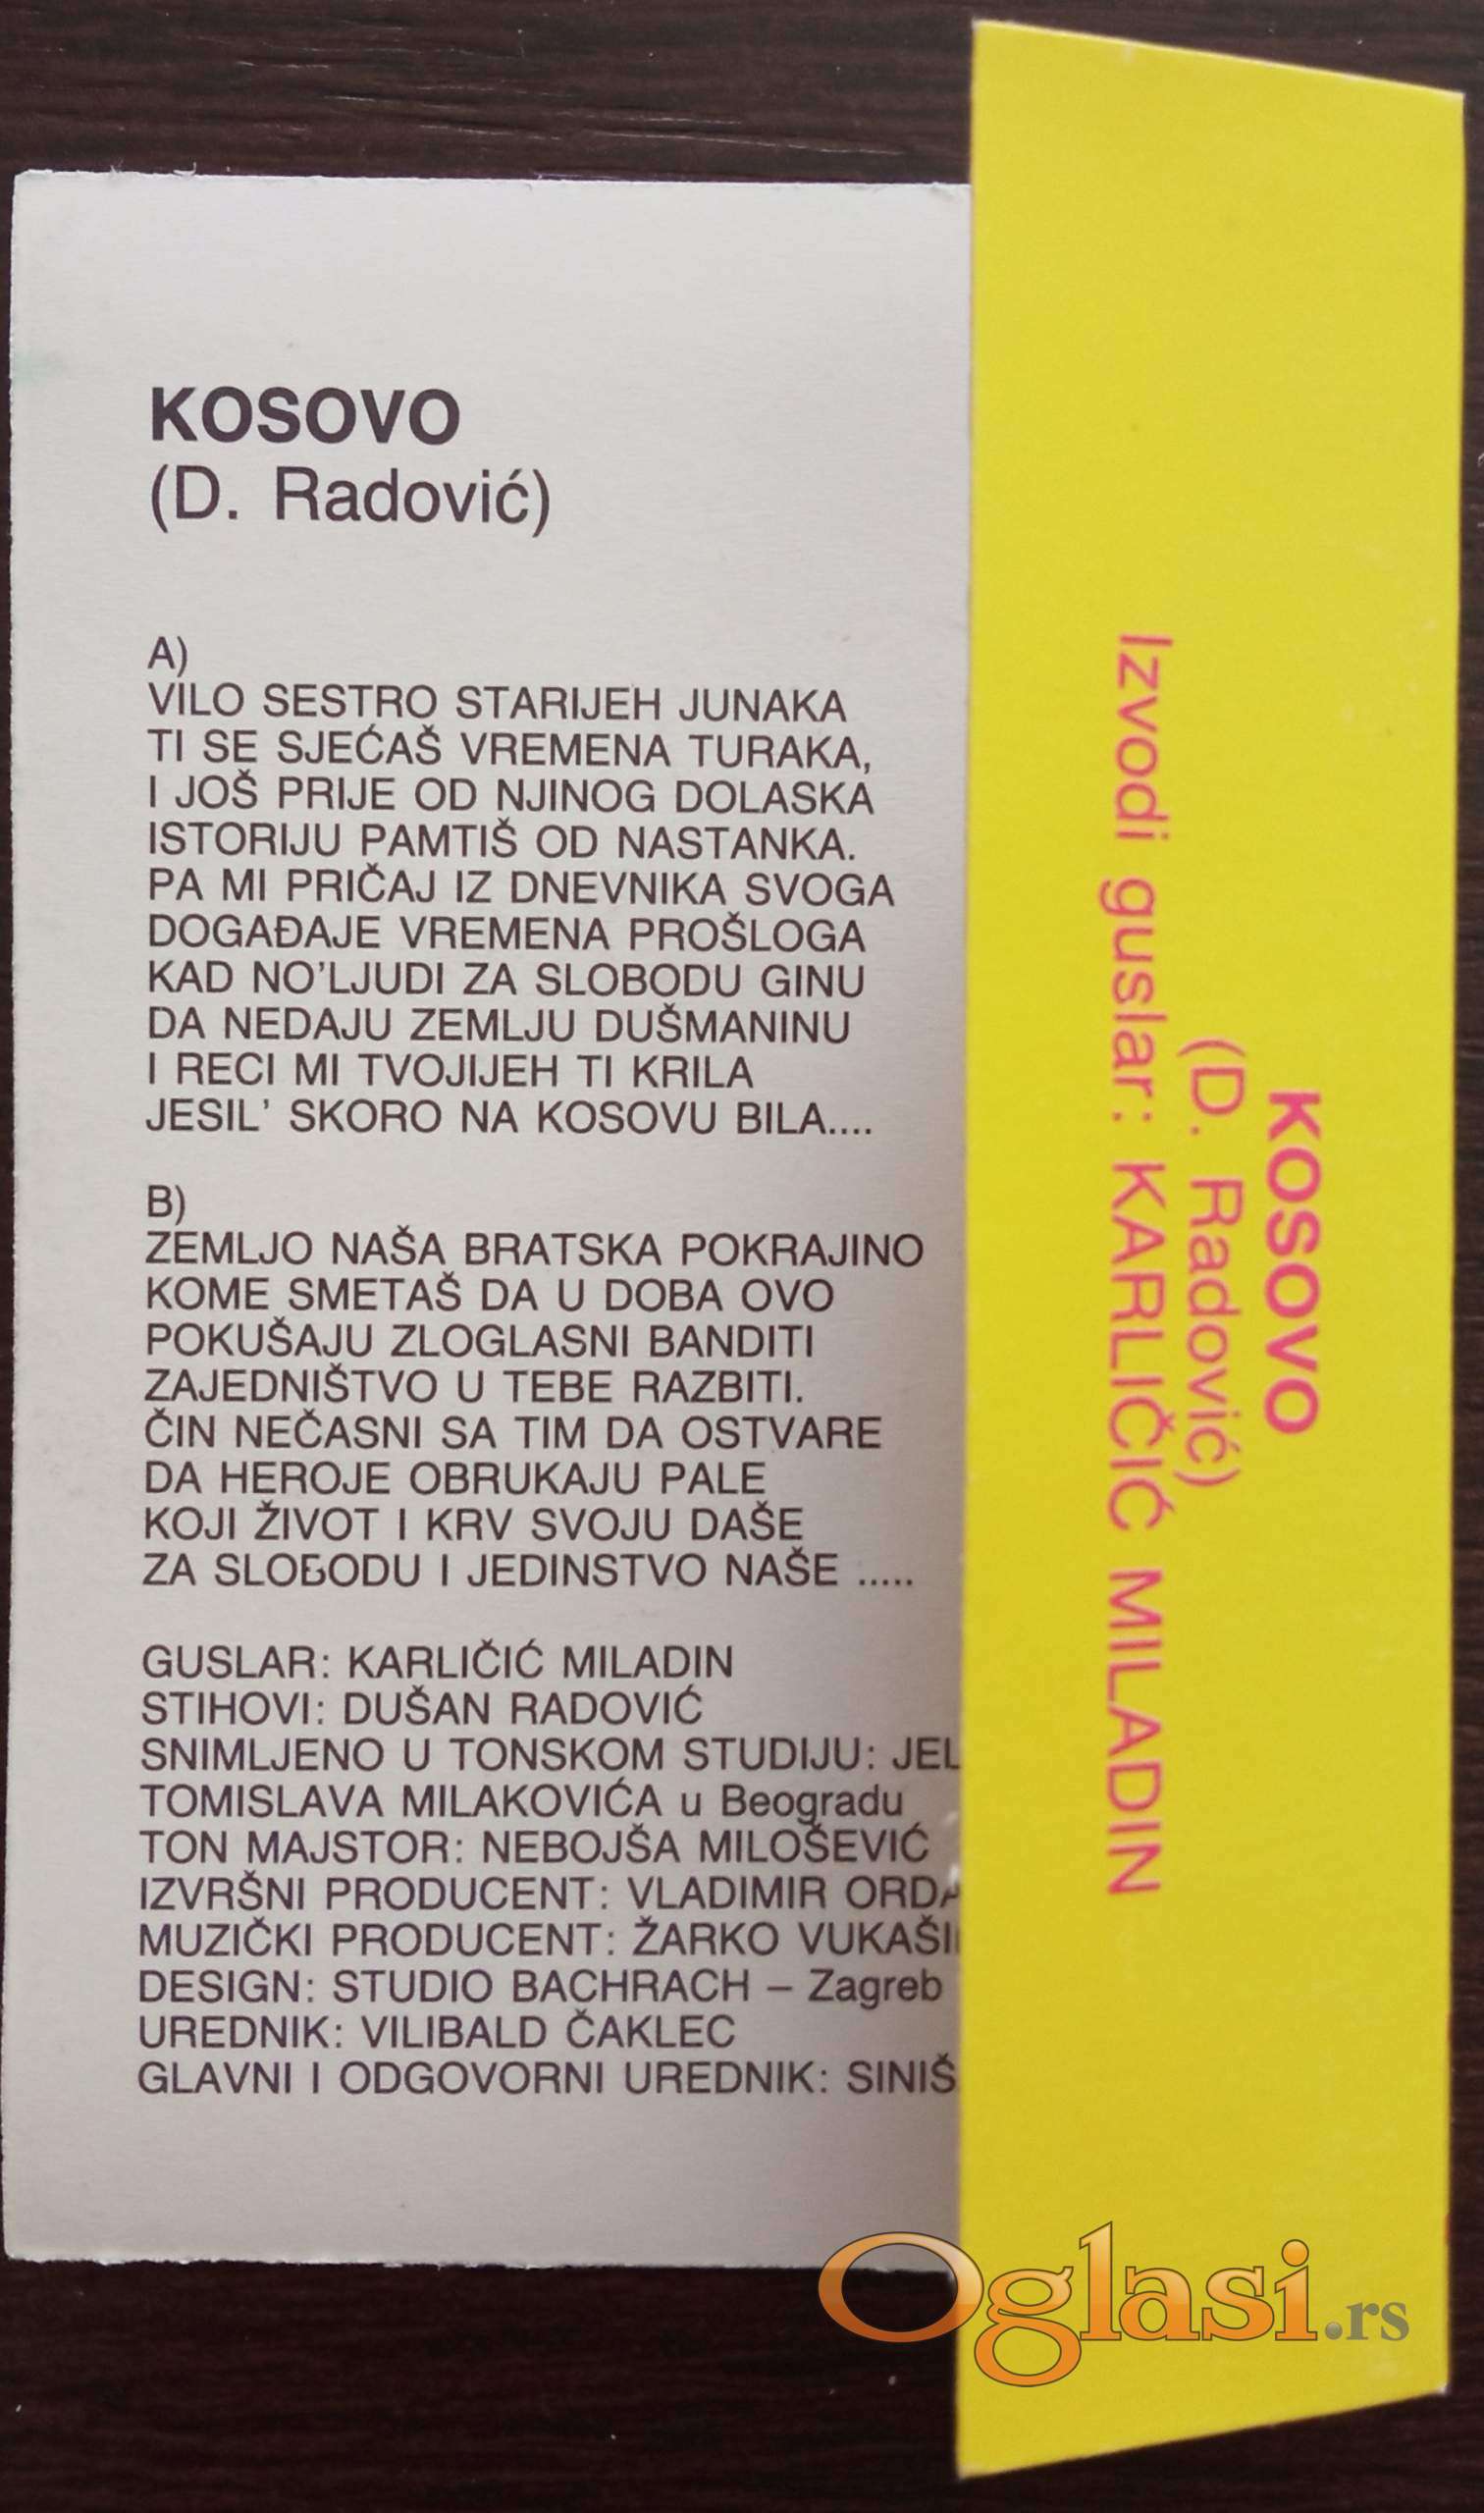 KOSOVO
(D. Radović)
A)
VILO SESTRO STARIJEH JUNAKA
TI SE SJEĆAŠ VREMENA TURAKA,
I JOŠ PRIJE OD NJINOG DOLASKA
ISTORIJU PAMTIŠ OD NASTANKA.
PA MI PRIČAJ IZ DNEVNIKA SVOGA
DOGAĐAJE VREMENA PROŠLOGA
KAD NO'LJUDI ZA SLOBODU GINU
DA NEDAJU ZEMLJU DUŠMANINU
I RECI MI TVOJIJEH TI KRILA
JESIL' SKORO NA KOSOVU BILA....
B)
ZEMLJO NAŠA BRATSKA POKRAJINO
KOME SMETAŠ DA U DOBA OVO
POKUŠAJU ZLOGLASNI BANDITI
ZAJEDNIŠTVO U TEBE RAZBITI.
ČIN NEČASNI SA TIM DA OSTVARE
DA HEROJE OBRUKAJU PALE
KOJI ŽIVOT I KRV SVOJU DAŠE
ZA SLOBODU I JEDINSTVO NAŠE .....
GUSLAR: KARLIČIĆ MILADIN
STIHOVI: DUŠAN RADOVIĆ
SNIMLJENO U TONSKOM STUDIJU:
TOMISLAVA MILAKOVIĆA u Beogradu
TON MAJSTOR: NEBOJŠA MILOŠEVIĆ
IZVRŠNI PRODUCENT: VLADIMIR
MUZIČKI PRODUCENT: ŽARKO
DESIGN: STUDIO BACHRACH – Zagreb
UREDNIK: VILIBALD ČAKLEC
GLAVNI I ODGOVORNI UREDNIK:
KOSOVO
(D. Radović)
Izvodi guslar: KARLIČIĆ MILADIN
Oglasi.rs